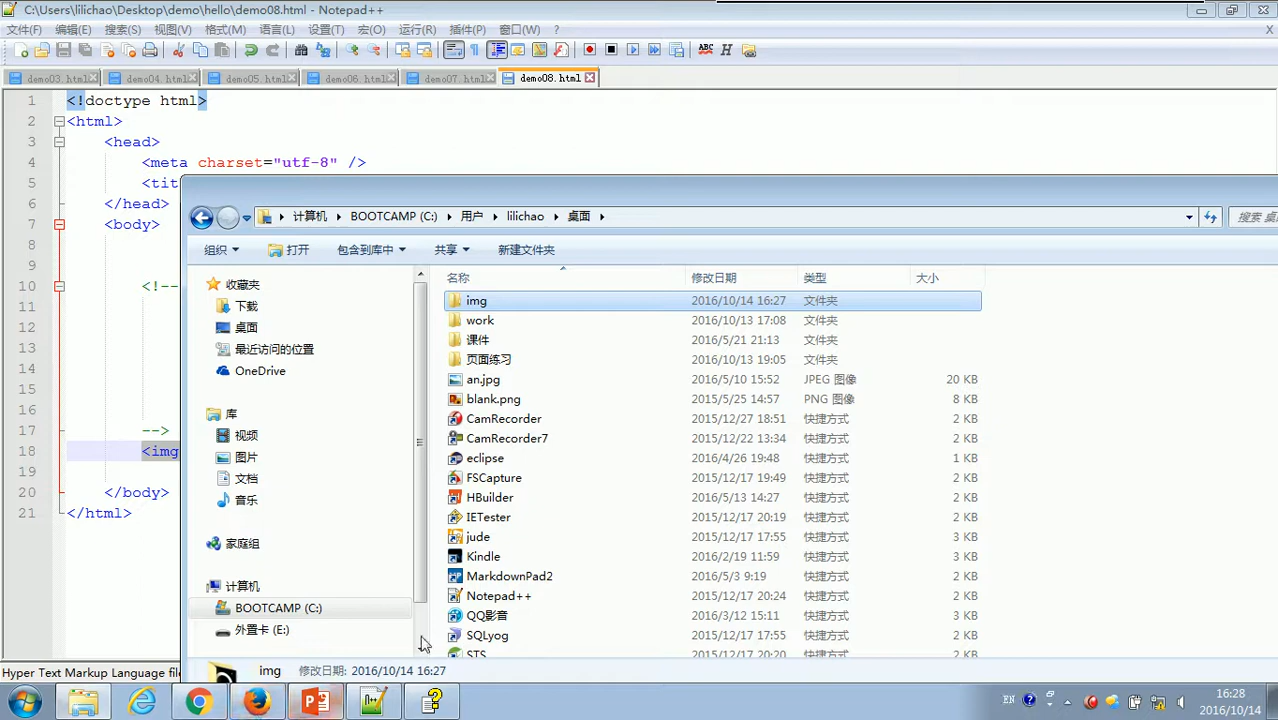 C:\Users\lilichao\Desktop\demo\hello\demo08.html - Notepad++
文件(F) 编辑(E) 搜索(S) 视图(V) 格式(M) 语言(L) 设置(T) 宏(O) 运行(R) 插件(P) 窗口(W) ? X
demo03.html demo04.html demo05.html demo06.html demo07.html demo08.html
1 <!doctype html>
2 <html>
3 <head>
4 <meta charset="utf-8" />
5 <tit
6 </head>
7 <body>
8
9
10 <!--
11
12
13
14
15
16
17 -->
18 <img
19
20 </body>
21 </html>
计算机 BOOTCAMP (C:) 用户 lilichao 桌面 搜索
组织 打开 包含到库中 共享 新建文件夹
收藏夹
下载
桌面
最近访问的位置
OneDrive
库
视频
图片
文档
音乐
家庭组
计算机
BOOTCAMP (C:)
外置卡 (E:)
名称 修改日期 类型 大小
img 2016/10/14 16:27 文件夹
work 2016/10/13 17:08 文件夹
课件 2016/5/21 21:13 文件夹
页面练习 2016/10/13 19:05 文件夹
an.jpg 2016/5/10 15:52 JPEG 图像 20 KB
blank.png 2016/5/25 14:57 PNG 图像 8 KB
CamRecorder 2015/12/27 18:51 快捷方式 2 KB
CamRecorder7 2015/12/22 13:34 快捷方式 2 KB
eclipse 2016/4/26 19:48 快捷方式 1 KB
FSCapture 2015/12/17 19:49 快捷方式 2 KB
HBuilder 2016/5/13 14:27 快捷方式 2 KB
IETester 2015/12/17 20:19 快捷方式 2 KB
jude 2015/12/17 17:55 快捷方式 3 KB
Kindle 2016/2/19 11:59 快捷方式 3 KB
MarkdownPad2 2016/5/3 9:19 快捷方式 2 KB
Notepad++ 2015/12/17 20:24 快捷方式 2 KB
QQ影音 2016/3/12 15:11 快捷方式 3 KB
SQLyog 2015/12/17 17:55 快捷方式 2 KB
STS 2015/12/17 20:24 快捷方式 2 KB
img 修改日期: 2016/10/14 16:27
Hyper Text Markup Language file
EN 16:28
2016/10/14